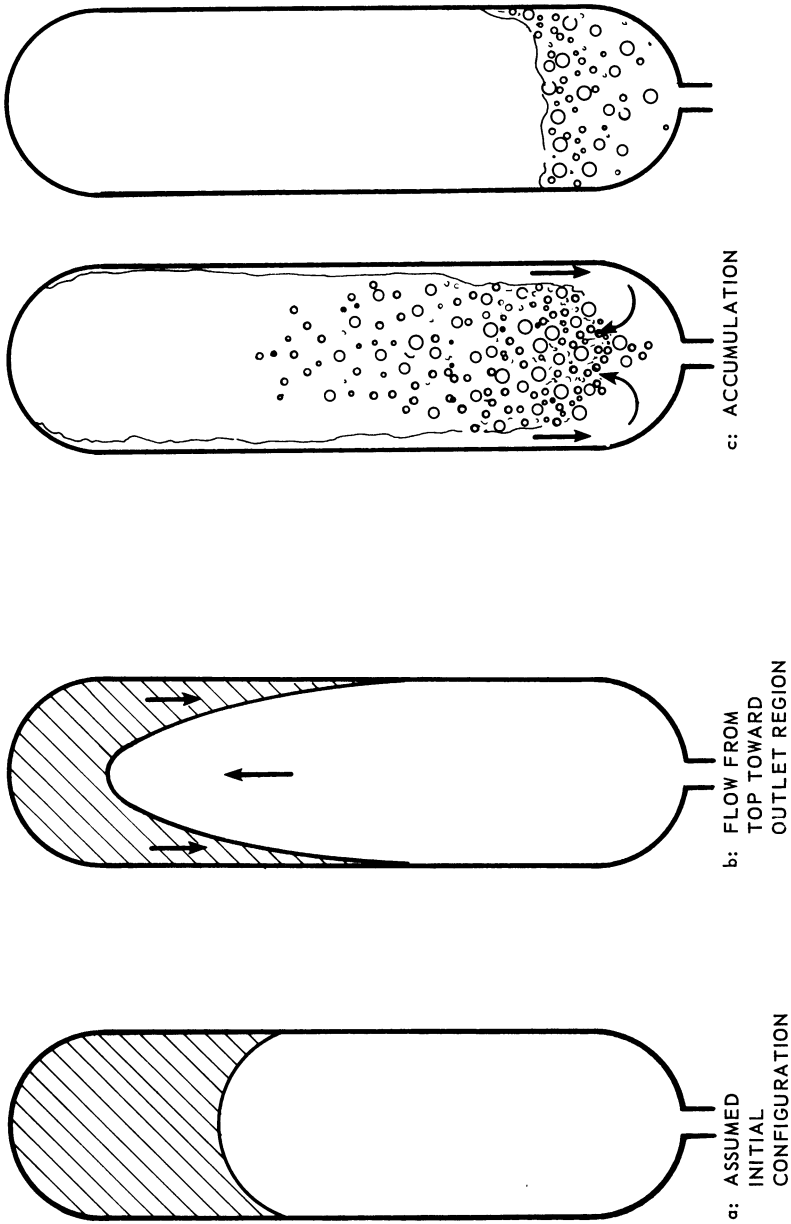 a: ASSUMED
INITIAL
CONFIGURATION
b: FLOW FROM
TOP TOWARD
OUTLET REGION
c: ACCUMULATION